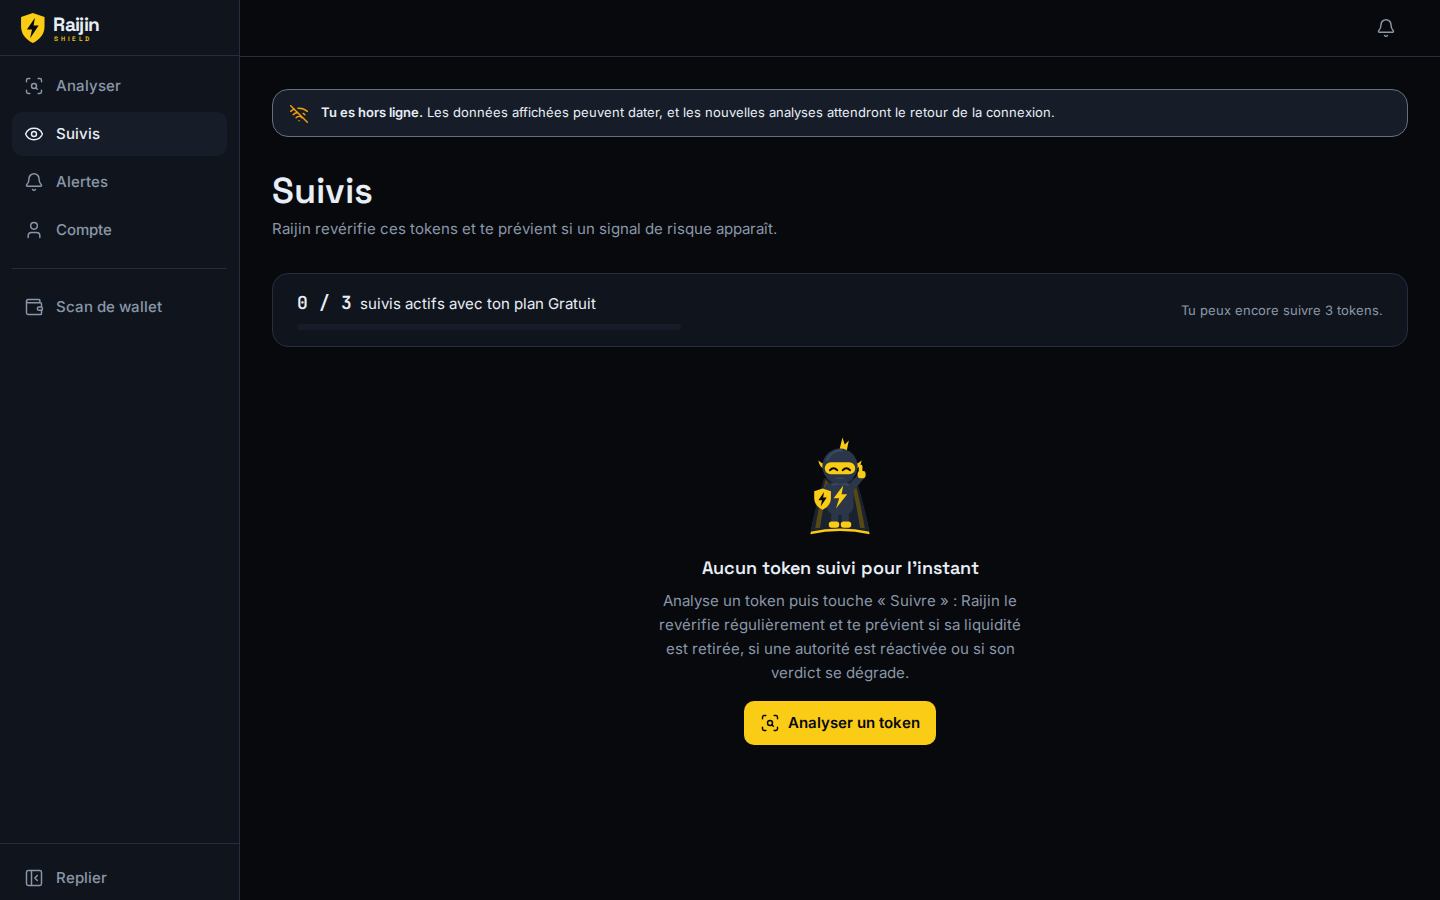 Raijin
SHIELD
Analyser
Suivis
Alertes
Compte
Scan de wallet
Replier
Tu es hors ligne. Les données affichées peuvent dater, et les nouvelles analyses attendront le retour de la connexion.
Suivis
Raijin revérifie ces tokens et te prévient si un signal de risque apparaît.
0 / 3 suivis actifs avec ton plan Gratuit
Tu peux encore suivre 3 tokens.
Aucun token suivi pour l’instant
Analyse un token puis touche « Suivre » : Raijin le
revérifie régulièrement et te prévient si sa liquidité
est retirée, si une autorité est réactivée ou si son
verdict se dégrade.
Analyser un token